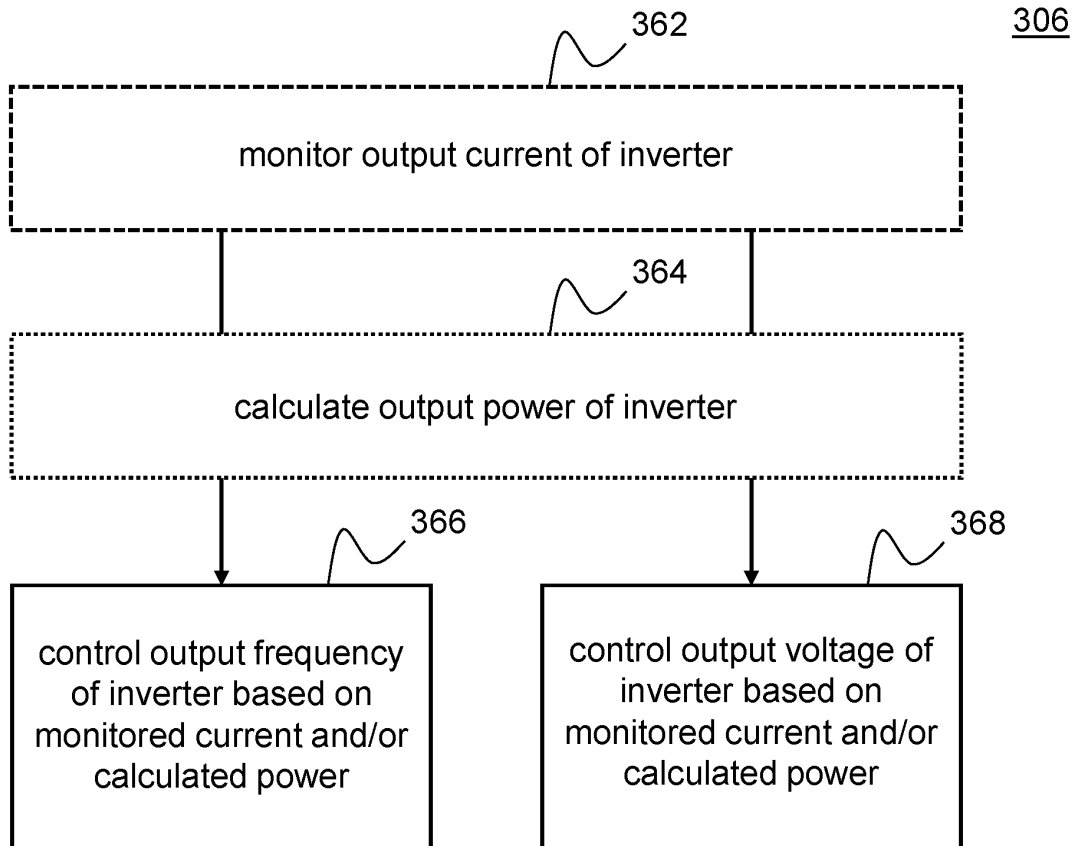 306
362
monitor output current of inverter
364
calculate output power of inverter
366
control output frequency
of inverter based on
monitored current and/or
calculated power
368
control output voltage of
inverter based on
monitored current and/or
calculated power